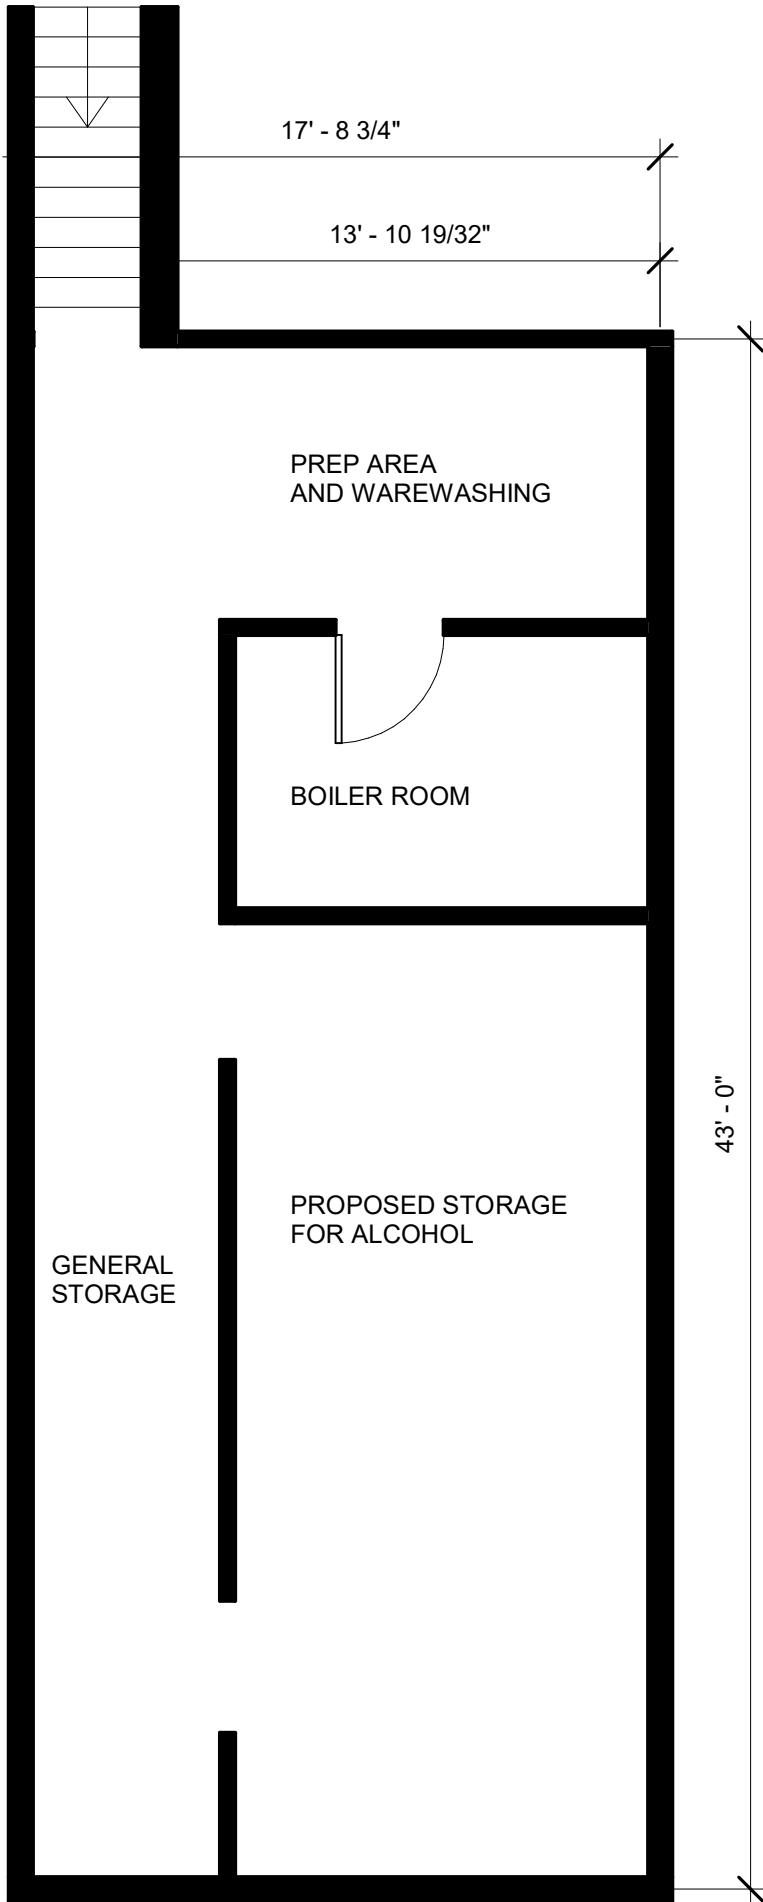 17' - 8 3/4"
13' - 10 19/32"
PREP AREA
AND WAREWASHING
BOILER ROOM
43' - 0"
PROPOSED STORAGE
FOR ALCOHOL
GENERAL
STORAGE